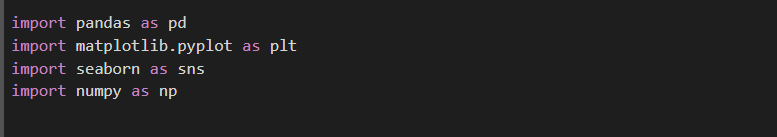 import pandas as pd
import matplotlib.pyplot as plt
import seaborn as sns
import numpy as np